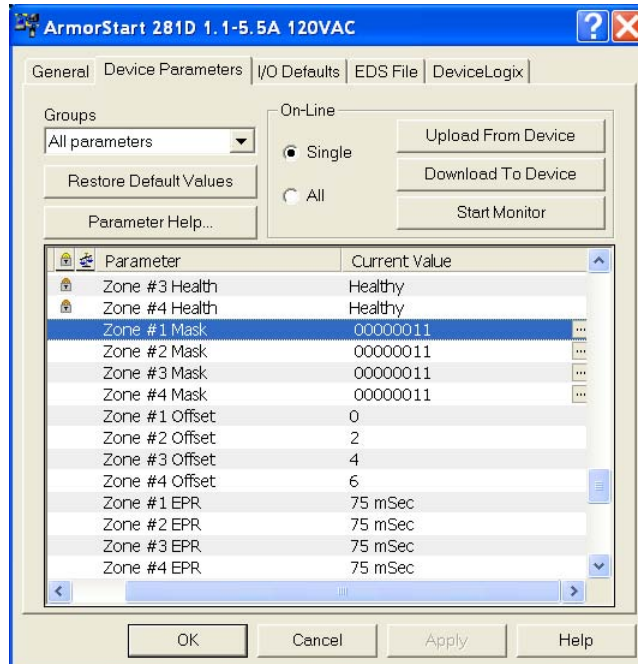 ArmorStart 281D 1.1-5.5A 120VAC
General Device Parameters I/O Defaults EDS File DeviceLogix
Groups
All parameters
Restore Default Values
Parameter Help...
On-Line
Single
All
Upload From Device
Download To Device
Start Monitor
Parameter Current Value
Zone #3 Health Healthy
Zone #4 Health Healthy
Zone #1 Mask 00000011 ...
Zone #2 Mask 00000011 ...
Zone #3 Mask 00000011 ...
Zone #4 Mask 00000011 ...
Zone #1 Offset 0
Zone #2 Offset 2
Zone #3 Offset 4
Zone #4 Offset 6
Zone #1 EPR 75 mSec
Zone #2 EPR 75 mSec
Zone #3 EPR 75 mSec
Zone #4 EPR 75 mSec
OK Cancel Apply Help